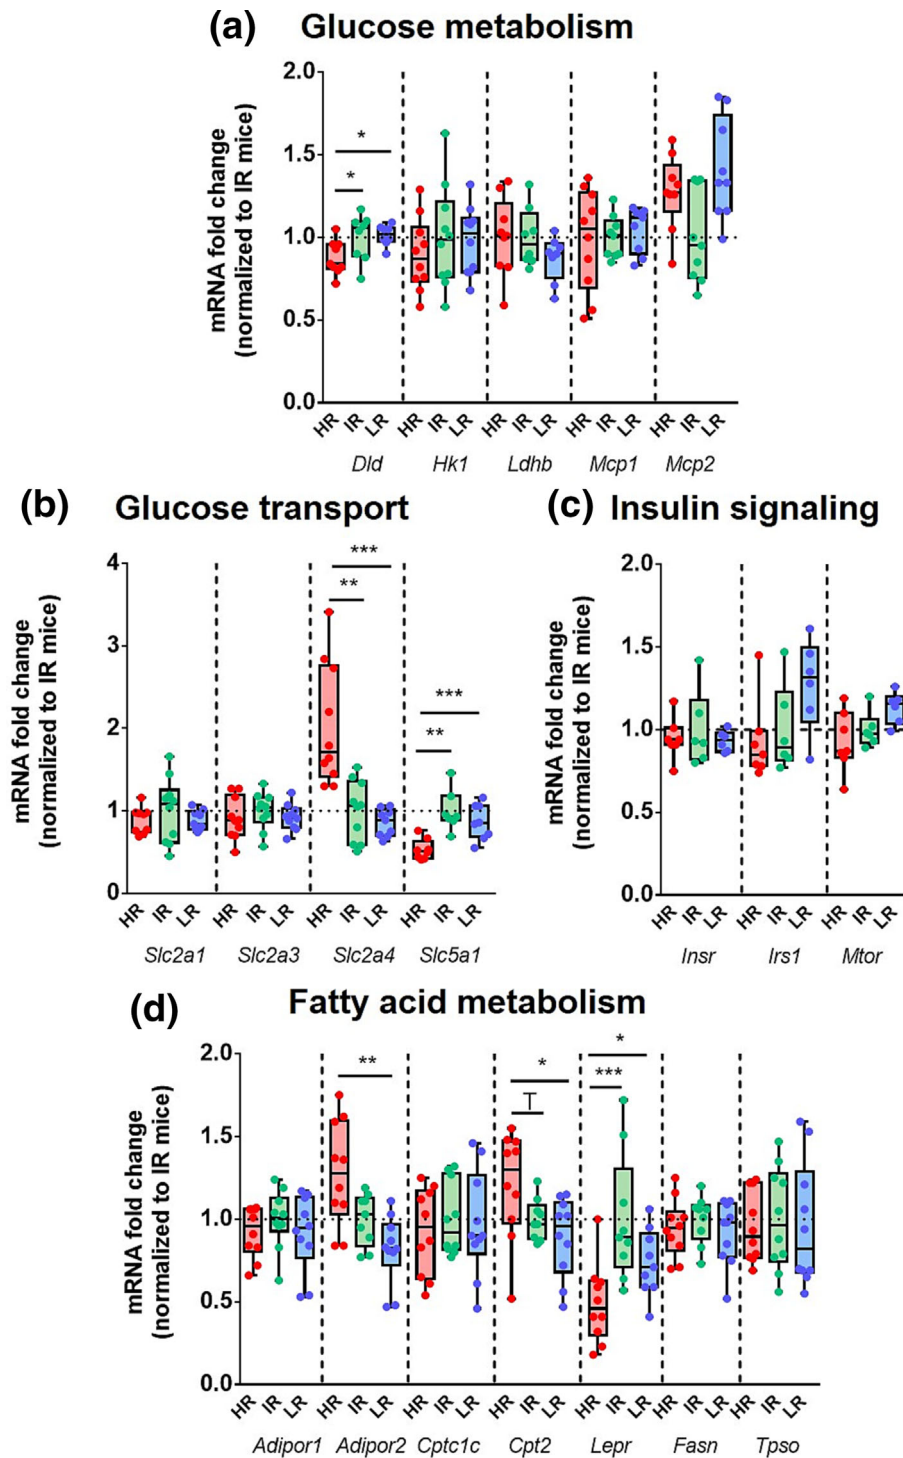 (a) Glucose metabolism
mRNA fold change
(normalized to IR mice)
2.0
1.5
1.0
0.5
0.0
*
*
HR IR LR HR IR LR HR IR LR HR IR LR HR IR LR
Dld Hk1 Ldhb Mcp1 Mcp2
(b) Glucose transport
mRNA fold change
(normalized to IR mice)
4
3
2
1
0
***
**
***
**
HR IR LR HR IR LR HR IR LR HR IR LR
Slc2a1 Slc2a3 Slc2a4 Slc5a1
(c) Insulin signaling
mRNA fold change
(normalized to IR mice)
2.0
1.5
1.0
0.5
0.0
HR IR LR HR IR LR HR IR LR
Insr Irs1 Mtor
(d) Fatty acid metabolism
mRNA fold change
(normalized to IR mice)
2.0
1.5
1.0
0.5
0.0
**
*
T
*
***
HR IR LR HR IR LR HR IR LR HR IR LR HR IR LR HR IR LR HR IR LR
Adipor1 Adipor2 Cptc1c Cpt2 Lepr Fasn Tpso